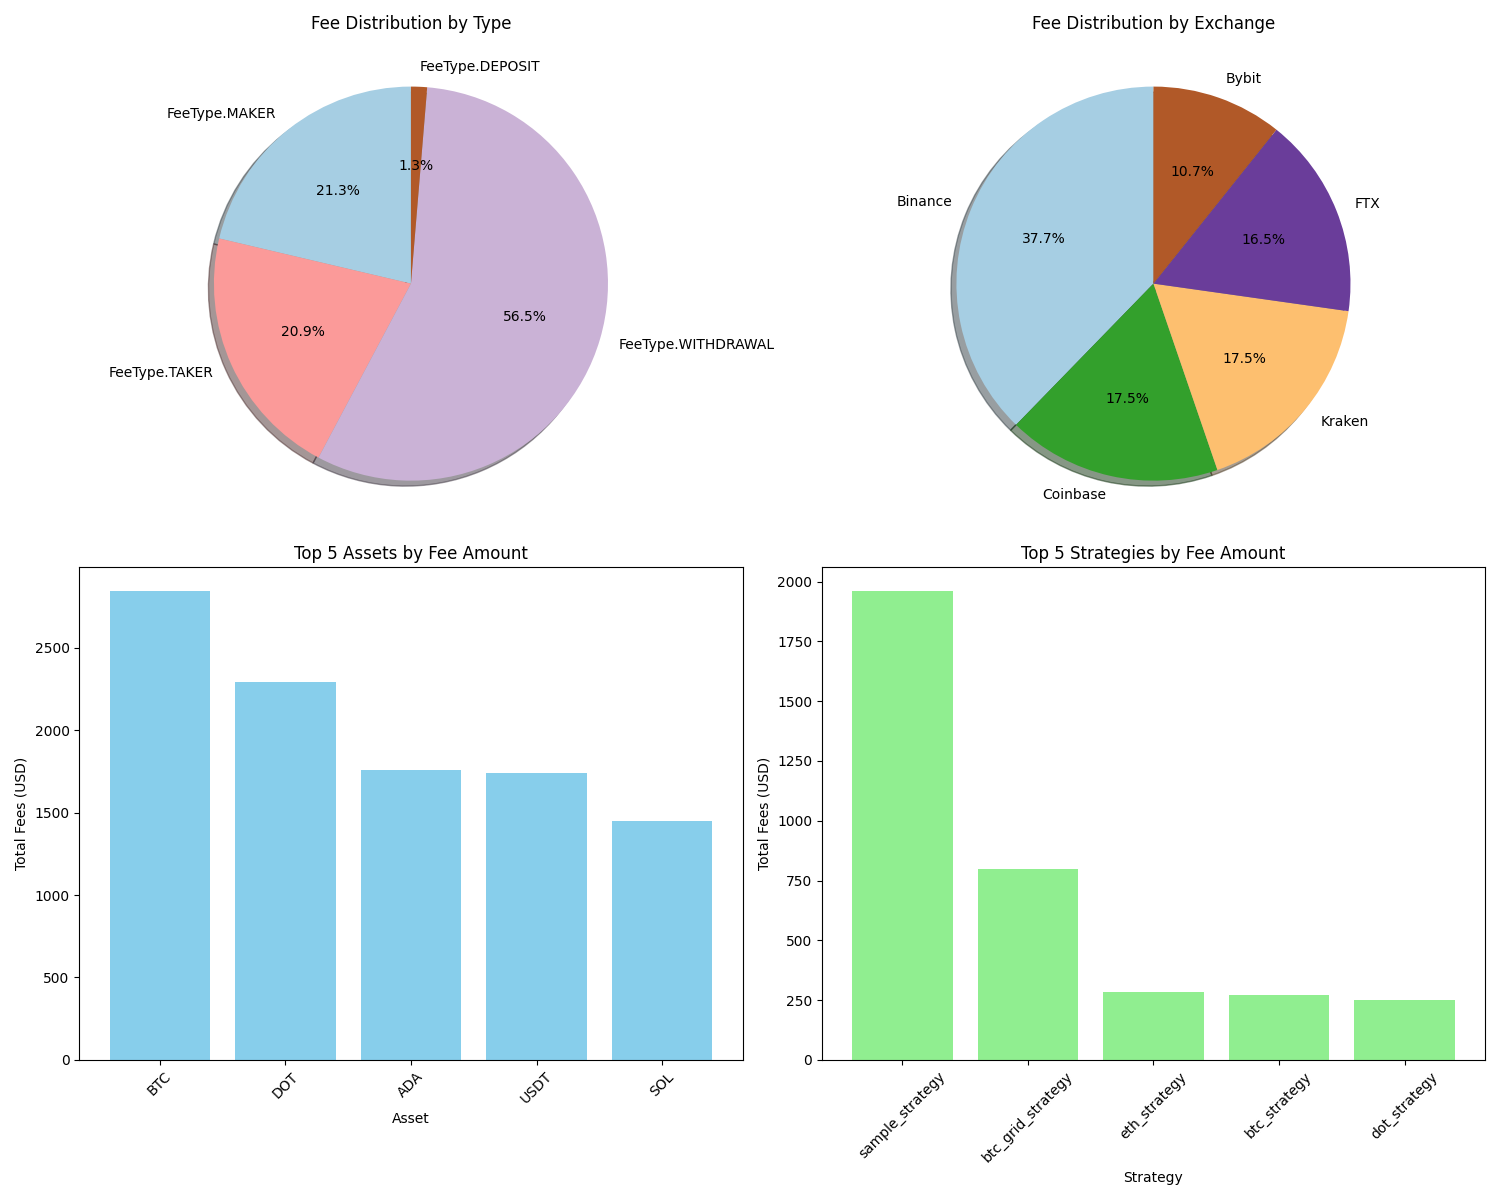 Fee Distribution by Type
FeeType.DEPOSIT
FeeType.MAKER
1.3%
21.3%
56.5%
20.9%
FeeType.WITHDRAWAL
FeeType.TAKER
Fee Distribution by Exchange
Bybit
10.7%
Binance
FTX
37.7%
16.5%
17.5%
17.5%
Kraken
Coinbase
Top 5 Assets by Fee Amount
Total Fees (USD)
2500
2000
1500
1000
500
0
BTC
DOT
ADA
USDT
SOL
Asset
Top 5 Strategies by Fee Amount
Total Fees (USD)
2000
1750
1500
1250
1000
750
500
250
0
sample_strategy
btc_grid_strategy
eth_strategy
btc_strategy
dot_strategy
Strategy